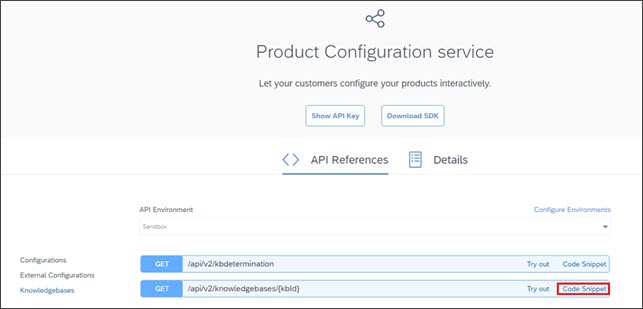 Product Configuration service
Let your customers configure your products interactively.
Show API Key Download SDK
API References Details
API Environment Configure Environments
Sandbox
Configurations
External Configurations
Knowledgebases
GET /api/v2/kbdetermination Try out Code Snippet
GET /api/v2/knowledgebases/{kbId} Try out Code Snippet